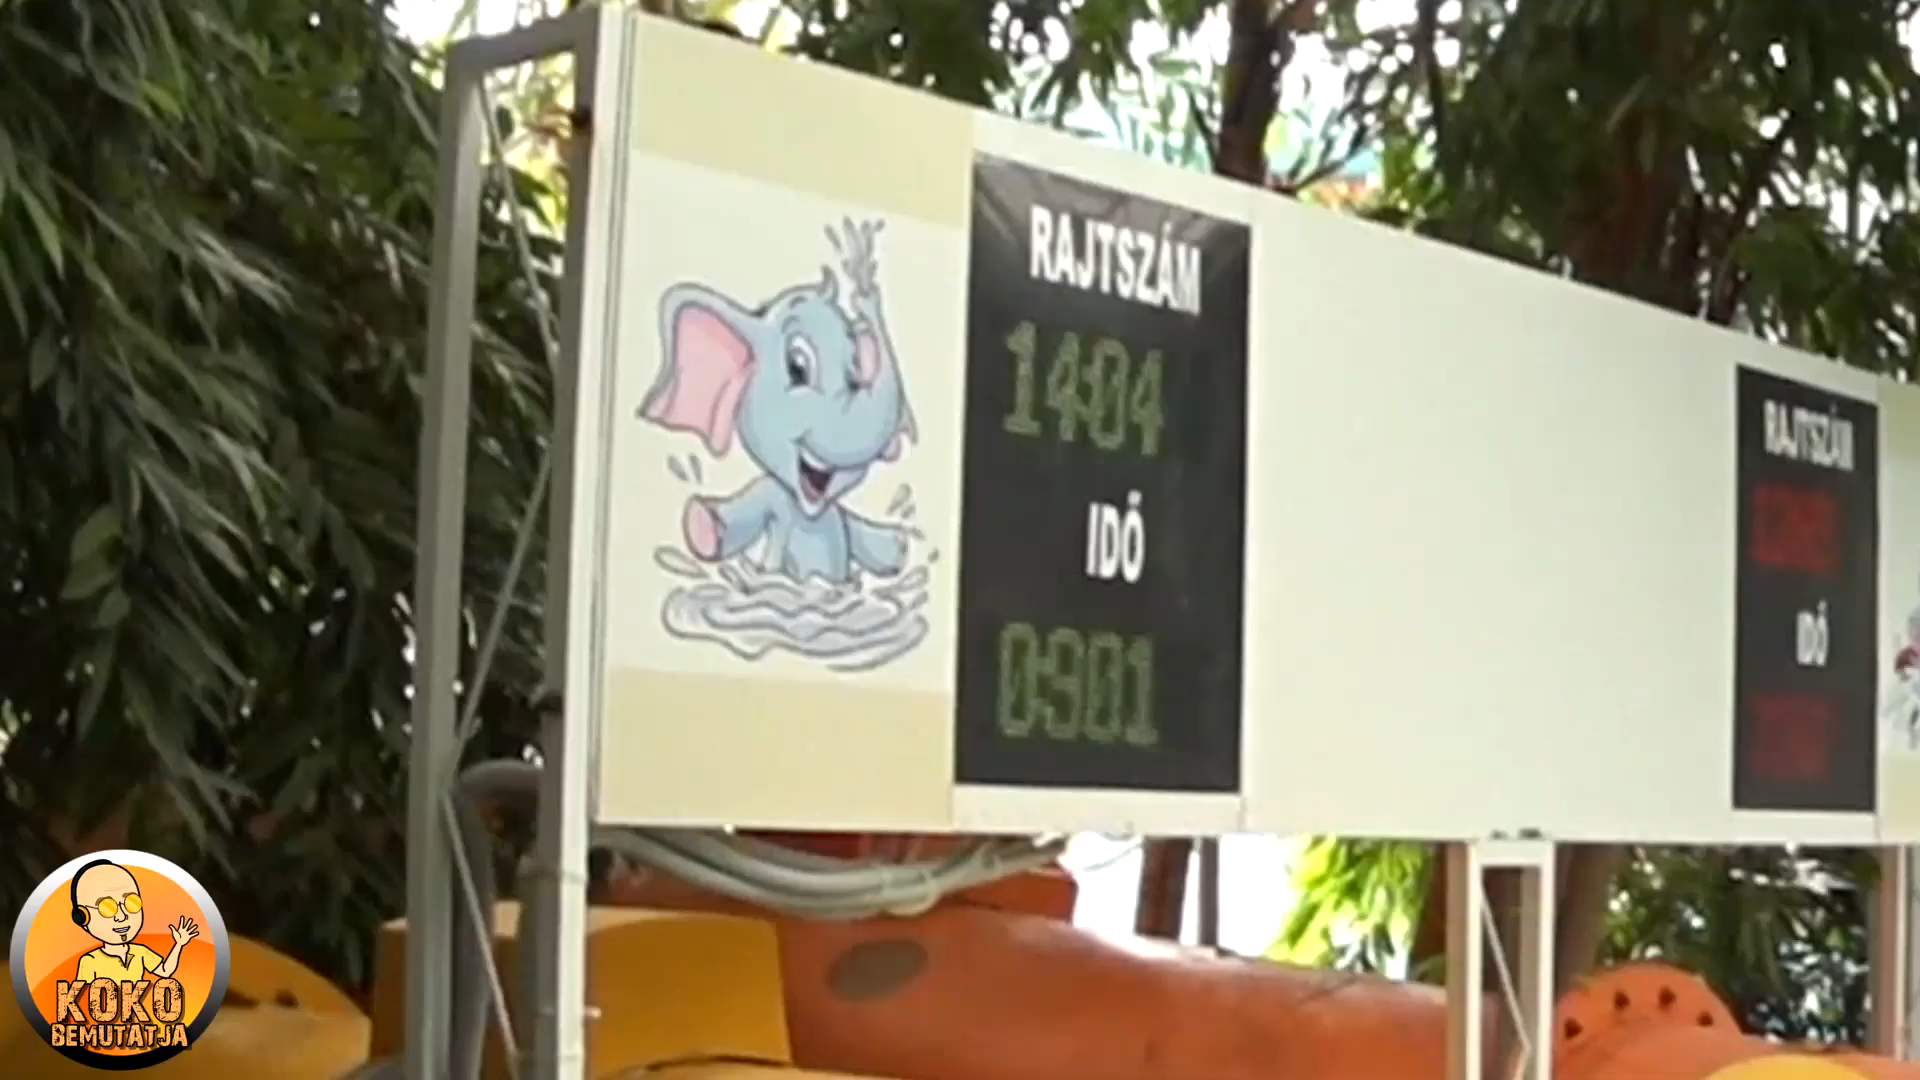 RAJTSZÁM
1404
IDŐ
0901
RAJTSZÁM
IDŐ
KOKO
BEMUTATJA